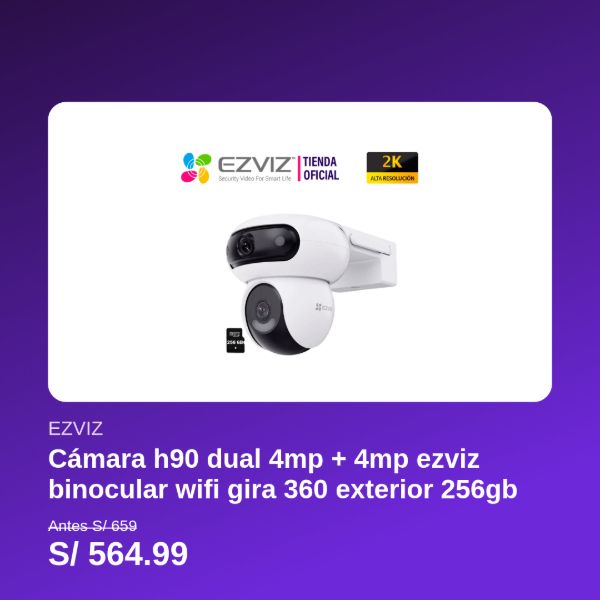 EZVIZ
TIENDA
OFICIAL
Security Video For Smart Life
2K
ALTA RESOLUCIÓN
EZVIZ
256 GB
EZVIZ
Cámara h90 dual 4mp + 4mp ezviz
binocular wifi gira 360 exterior 256gb
Antes S/ 659
S/ 564.99